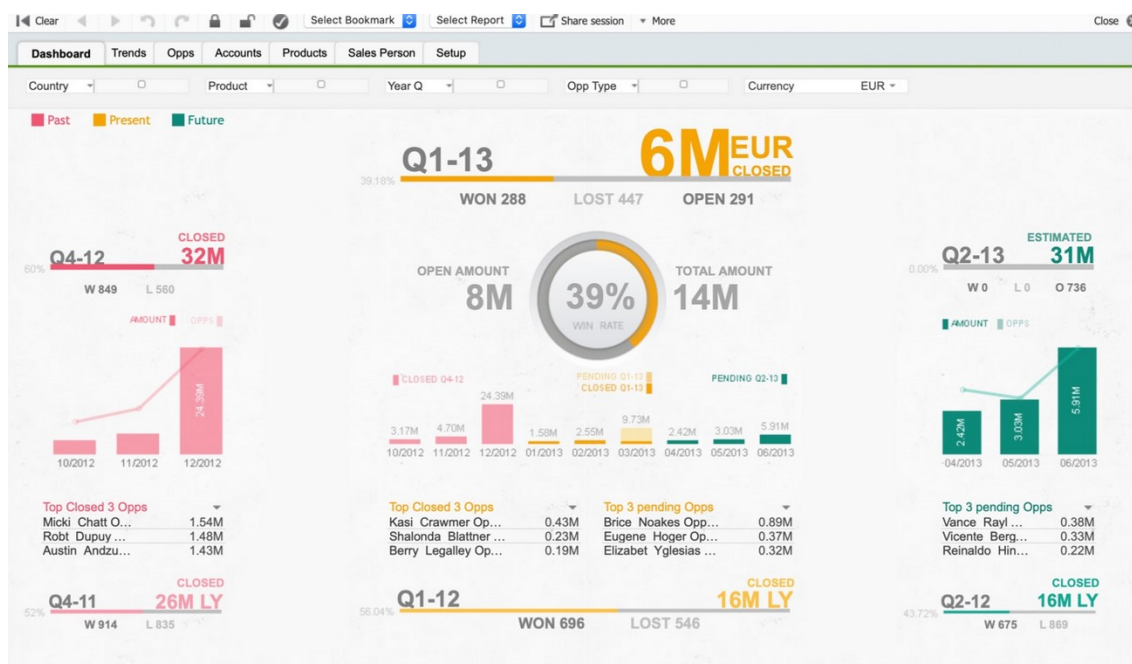 Clear Select Bookmark Select Report Share session More Close
Dashboard Trends Opps Accounts Products Sales Person Setup
Country Product Year Q Opp Type Currency EUR
Past Present Future
Q1-13 6M EUR CLOSED
39.18%
WON 288 LOST 447 OPEN 291
CLOSED
60% Q4-12 32M
W 849 L 560
AMOUNT OPPS
24.39M
10/2012 11/2012 12/2012
OPEN AMOUNT
8M
39%
WIN RATE
TOTAL AMOUNT
14M
ESTIMATED
0.00% Q2-13 31M
W 0 L 0 O 736
AMOUNT OPPS
2.42M 3.03M 5.91M
04/2013 05/2013 06/2013
CLOSED Q4-12 PENDING Q1-13 PENDING Q2-13
CLOSED Q1-13
3.17M 4.70M 24.39M 1.58M 2.55M 9.73M 2.42M 3.03M 5.91M
10/2012 11/2012 12/2012 01/2013 02/2013 03/2013 04/2013 05/2013 06/2013
Top Closed 3 Opps
Micki Chatt O... 1.54M
Robt Dupuy ... 1.48M
Austin Andzu... 1.43M
Top Closed 3 Opps
Kasi Crawmer Op... 0.43M
Shalonda Blattner ... 0.23M
Berry Legalley Op... 0.19M
Top 3 pending Opps
Brice Noakes Opp... 0.89M
Eugene Hoger Op... 0.37M
Elizabet Yglesias ... 0.32M
Top 3 pending Opps
Vance Rayl ... 0.38M
Vicente Berg... 0.33M
Reinaldo Hin... 0.22M
CLOSED
52% Q4-11 26M LY
W 914 L 835
CLOSED
56.04% Q1-12 16M LY
WON 696 LOST 546
CLOSED
43.72% Q2-12 16M LY
W 675 L 869